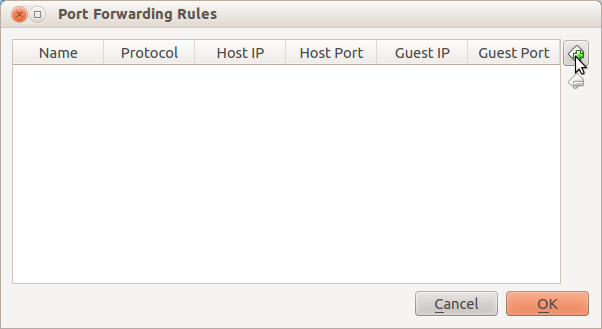 Port Forwarding Rules
Name Protocol Host IP Host Port Guest IP Guest Port
Cancel OK